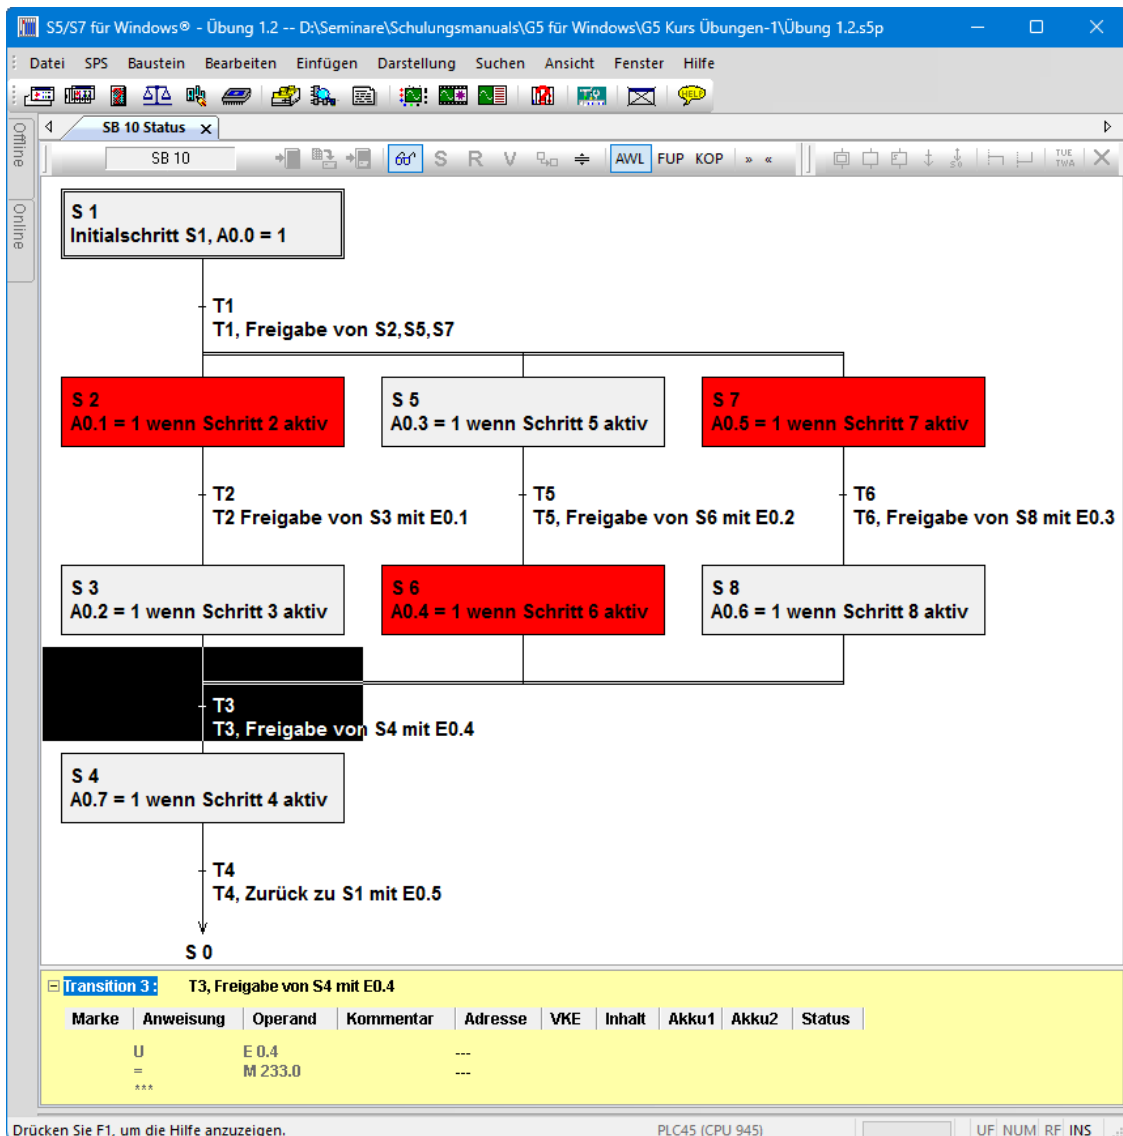 S5/S7 für Windows® - Übung 1.2 -- D:\Seminare\Schulungsmanuals\G5 für Windows\G5 Kurs Übungen-1\Übung 1.2.s5p
Datei SPS Baustein Bearbeiten Einfügen Darstellung Suchen Ansicht Fenster Hilfe
HELP
Offline
Online
SB 10 Status
SB 10
S R V
AWL FUP KOP » «
TUE
TWA
S 1
Initialschritt S1, A0.0 = 1
T1
T1, Freigabe von S2,S5,S7
S 2
A0.1 = 1 wenn Schritt 2 aktiv
S 5
A0.3 = 1 wenn Schritt 5 aktiv
S 7
A0.5 = 1 wenn Schritt 7 aktiv
T2
T2 Freigabe von S3 mit E0.1
T5
T5, Freigabe von S6 mit E0.2
T6
T6, Freigabe von S8 mit E0.3
S 3
A0.2 = 1 wenn Schritt 3 aktiv
S 6
A0.4 = 1 wenn Schritt 6 aktiv
S 8
A0.6 = 1 wenn Schritt 8 aktiv
T3
T3, Freigabe von S4 mit E0.4
S 4
A0.7 = 1 wenn Schritt 4 aktiv
T4
T4, Zurück zu S1 mit E0.5
S 0
Transition 3 : T3, Freigabe von S4 mit E0.4
Marke Anweisung Operand Kommentar Adresse VKE Inhalt Akku1 Akku2 Status
U E 0.4 ---
= M 233.0 ---
***
Drücken Sie F1, um die Hilfe anzuzeigen. PLC45 (CPU 945) UF NUM RF INS